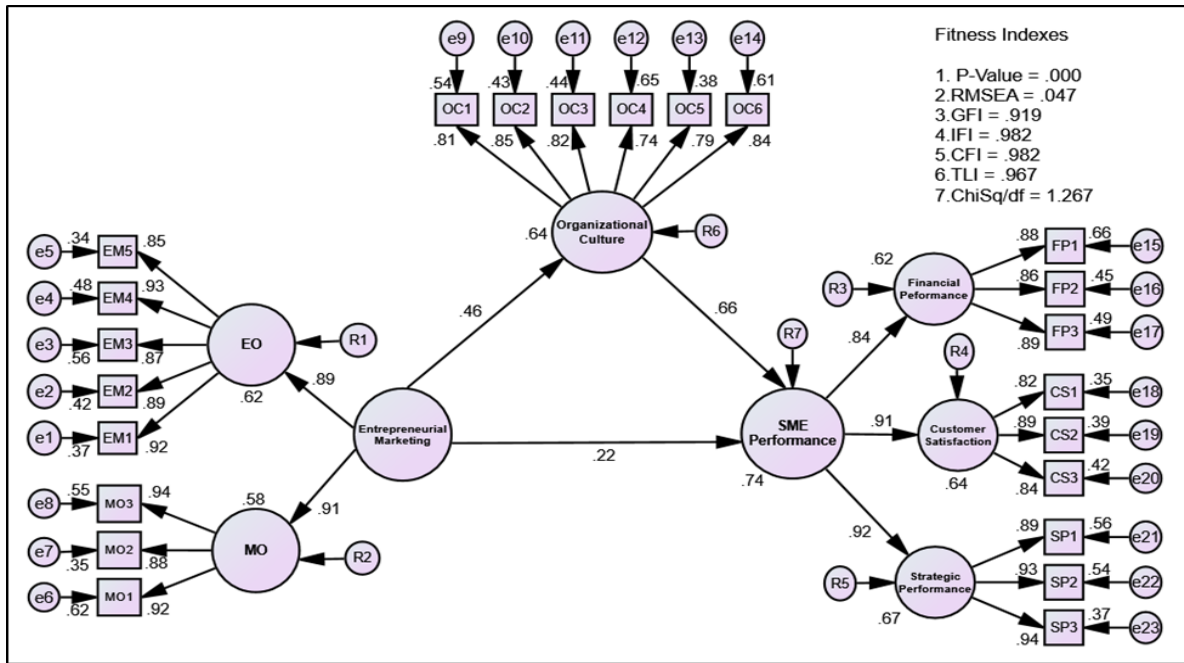 e9 e10 e11 e12 e13 e14
.54 .43 .44 .65 .38 .61
OC1 OC2 OC3 OC4 OC5 OC6
.81 .85 .82 .74 .79 .84
Fitness Indexes
1. P-Value = .000
2.RMSEA = .047
3.GFI = .919
4.IFI = .982
5.CFI = .982
6.TLI = .967
7.ChiSq/df = 1.267
Organizational
Culture
.64
R6
.46
.66
e5 .34 EM5 .85
e4 .48 EM4 .93
e3 .56 EM3 .87
e2 .42 EM2 .89
e1 .37 EM1 .92
EO
.62
R1
.89
Entrepreneurial
Marketing
.91
.22
e8 .55 MO3 .94
e7 .35 MO2 .88
e6 .62 MO1 .92
.58
MO
R2
R7
SME
Performance
.74
.84
.91
.92
R3
.62
Financial
Peformance
.88 FP1 .66 e15
.86 FP2 .45 e16
.89 FP3 .49 e17
R4
Customer
Satisfaction
.64
.82 CS1 .35 e18
.89 CS2 .39 e19
.84 CS3 .42 e20
R5
Strategic
Performance
.67
.89 SP1 .56 e21
.93 SP2 .54 e22
.94 SP3 .37 e23